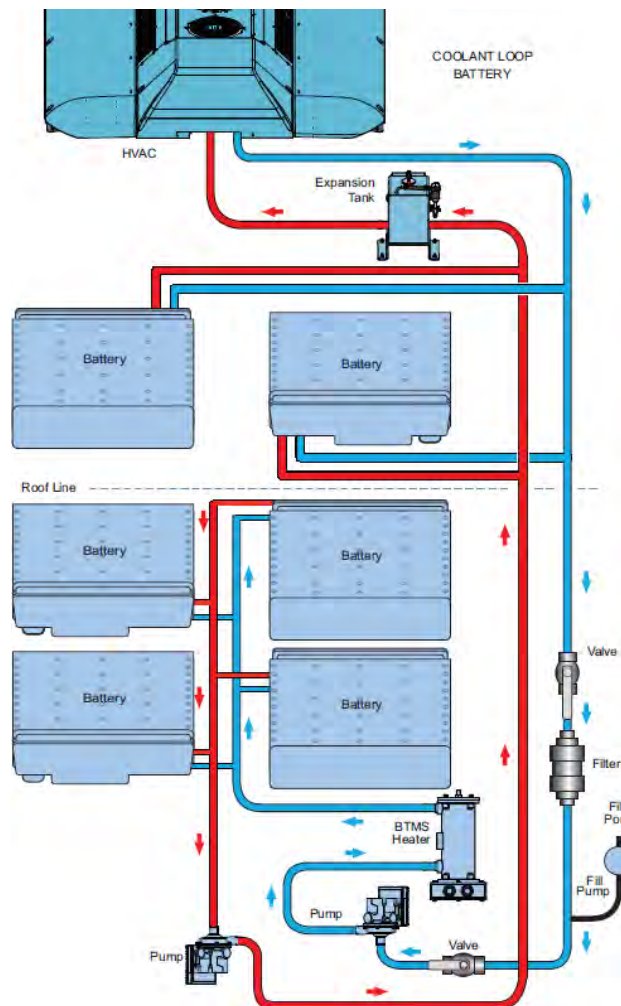 COOLANT LOOP
BATTERY
HVAC
Expansion
Tank
Battery
Battery
Roof Line
Battery
Battery
Battery
Battery
Valve
Filter
BTMS
Heater
Fill
Pump
Pump
Valve
Pump